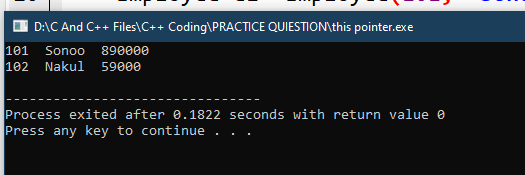 D:\C And C++ Files\C++ Coding\PRACTICE QUIESTION\this pointer.exe
101  Sonoo  890000
102  Nakul  59000
--------------------------------
Process exited after 0.1822 seconds with return value 0
Press any key to continue . . .